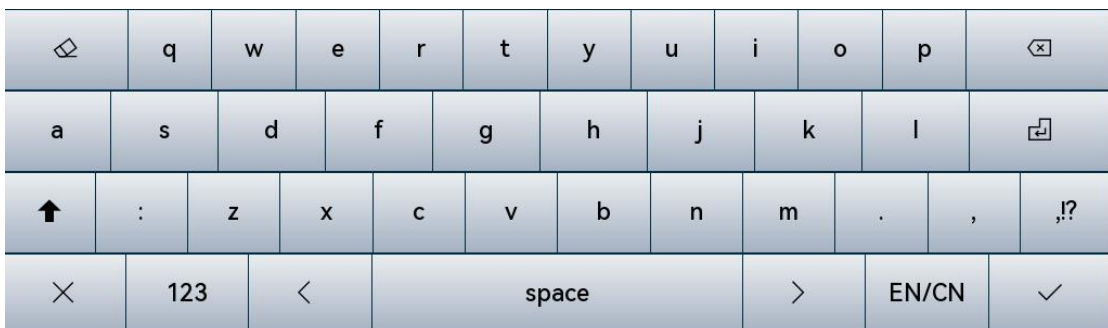 q w e r t y u i o p
a s d f g h j k l
: z x c v b n m . , ,!?
123 < space > EN/CN